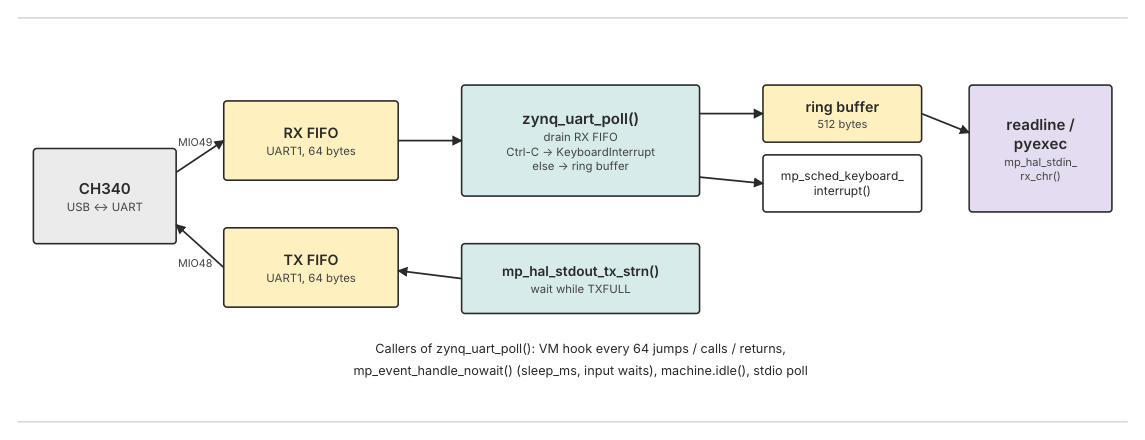 CH340
USB ↔ UART
MIO49
MIO48
RX FIFO
UART1, 64 bytes
TX FIFO
UART1, 64 bytes
zynq_uart_poll()
drain RX FIFO
Ctrl-C → KeyboardInterrupt
else → ring buffer
mp_hal_stdout_tx_strn()
wait while TXFULL
ring buffer
512 bytes
mp_sched_keyboard_
interrupt()
readline /
pyexec
mp_hal_stdin_
rx_chr()
Callers of zynq_uart_poll(): VM hook every 64 jumps / calls / returns,
mp_event_handle_nowait() (sleep_ms, input waits), machine.idle(), stdio poll